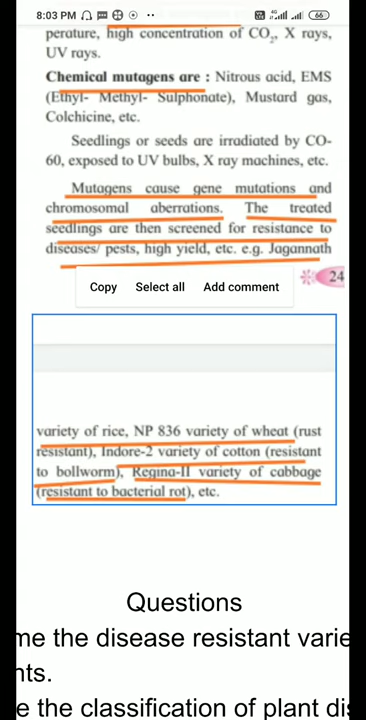 8:03 PM
4G
66
perature, high concentration of CO₂, X rays,
UV rays.
Chemical mutagens are : Nitrous acid, EMS
(Ethyl- Methyl- Sulphonate), Mustard gas,
Colchicine, etc.
Seedlings or seeds are irradiated by CO-
60, exposed to UV bulbs, X ray machines, etc.
Mutagens cause gene mutations and
chromosomal aberrations. The treated
seedlings are then screened for resistance to
diseases/ pests, high yield, etc. e.g. Jagannath
24
Copy Select all Add comment
variety of rice, NP 836 variety of wheat (rust
resistant), Indore-2 variety of cotton (resistant
to bollworm), Regina-II variety of cabbage
(resistant to bacterial rot), etc.
Questions
me the disease resistant varie
nts.
e the classification of plant dis